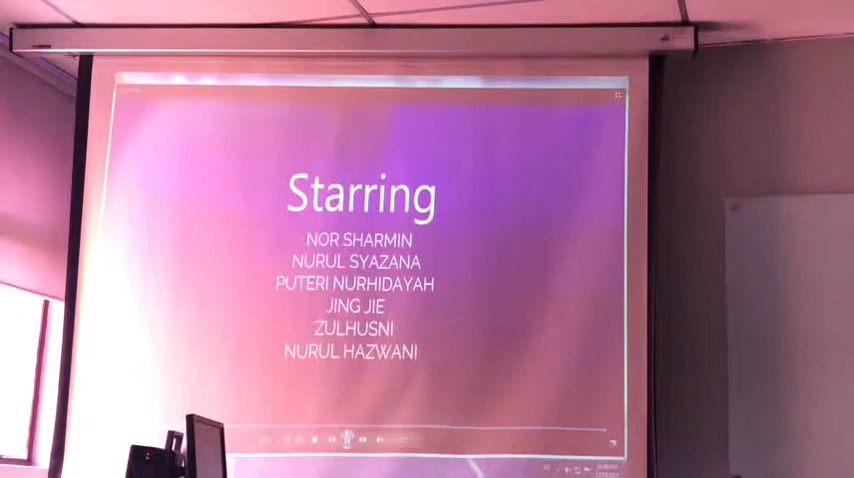 Starring
NOR SHARMIN
NURUL SYAZANA
PUTERI NURHIDAYAH
JING JIE
ZULHUSNI
NURUL HAZWANI